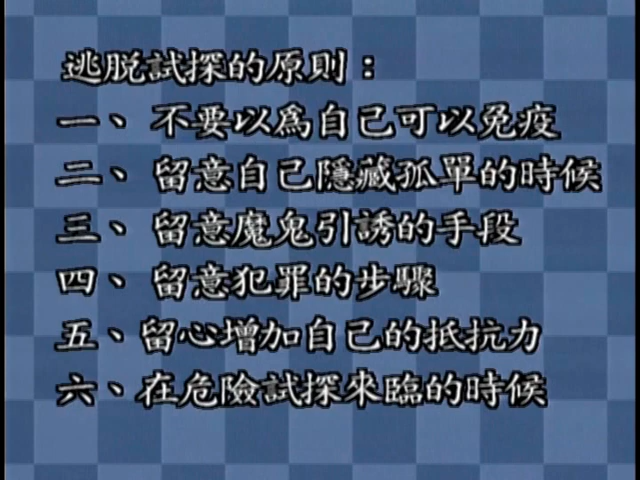 逃脫試探的原則：
一、不要以為自己可以免疫
二、留意自己隱藏孤單的時候
三、留意魔鬼引誘的手段
四、留意犯罪的步驟
五、留心增加自己的抵抗力
六、在危險試探來臨的時候